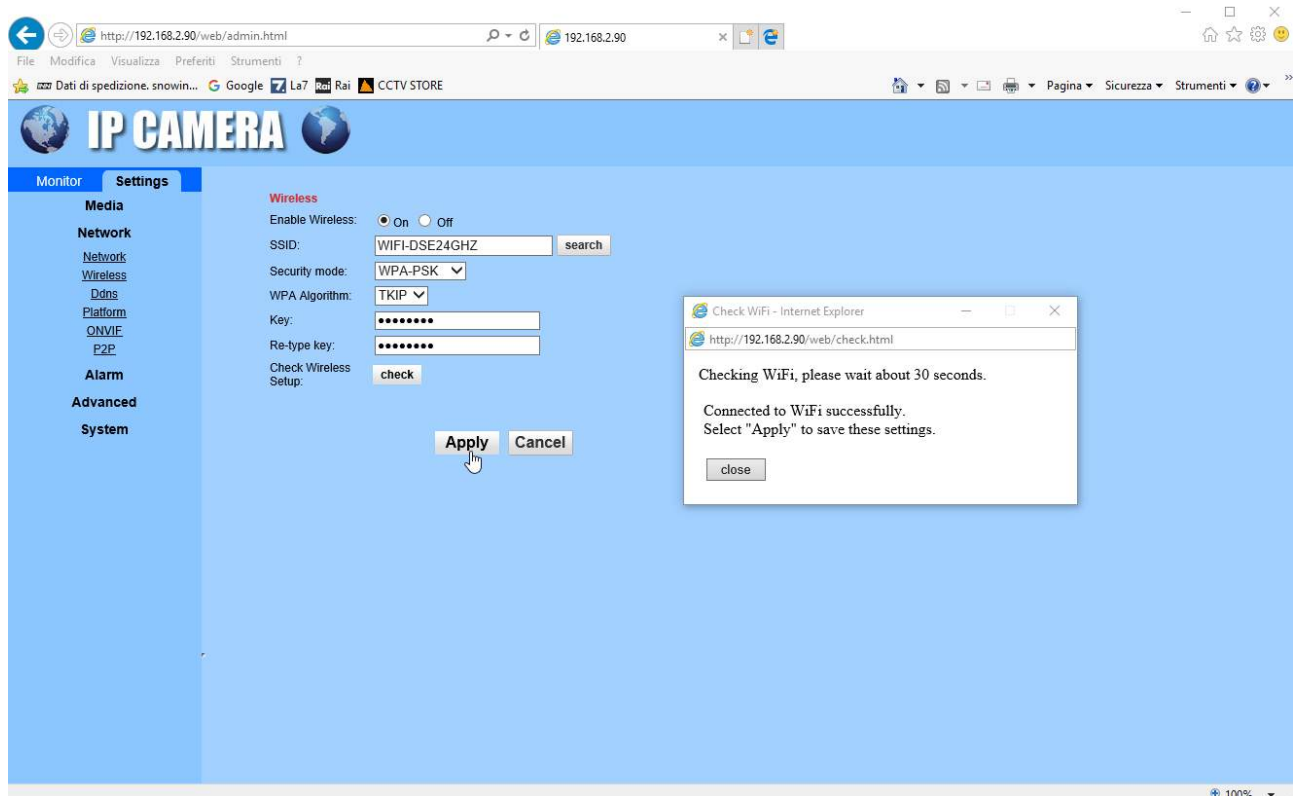 http://192.168.2.90/web/admin.html
192.168.2.90
File Modifica Visualizza Preferiti Strumenti ?
Dati di spedizione. snowin... Google La7 Rai Rai CCTV STORE
Pagina Sicurezza Strumenti
IP CAMERA
Monitor Settings
Media
Network
Network
Wireless
Ddns
Platform
ONVIF
P2P
Alarm
Advanced
System
Wireless
Enable Wireless: On Off
SSID: WIFI-DSE24GHZ search
Security mode: WPA-PSK
WPA Algorithm: TKIP
Key: ••••••••
Re-type key: ••••••••
Check Wireless
Setup: check
Apply Cancel
Check WiFi - Internet Explorer
http://192.168.2.90/web/check.html
Checking WiFi, please wait about 30 seconds.
Connected to WiFi successfully.
Select "Apply" to save these settings.
close
100%